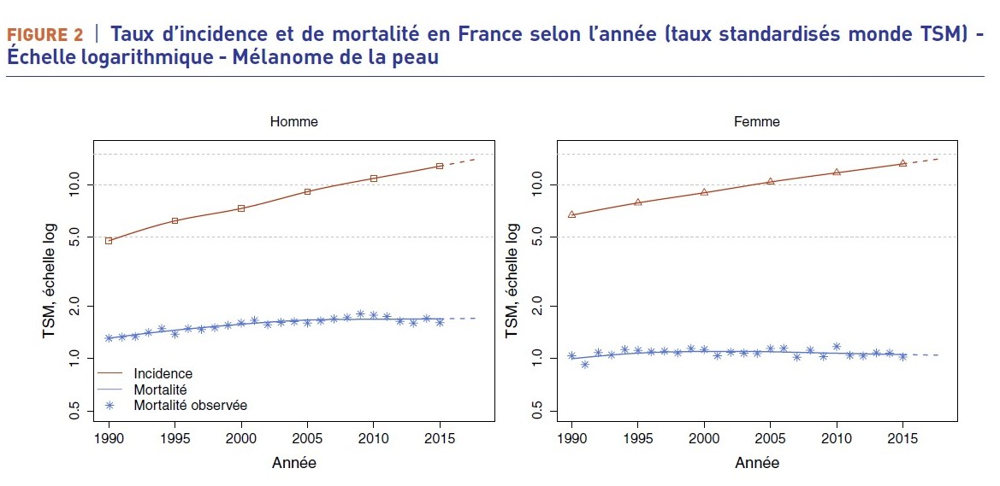 FIGURE 2 | Taux d’incidence et de mortalité en France selon l’année (taux standardisés monde TSM) -
Échelle logarithmique - Mélanome de la peau
Homme
TSM, échelle log
10.0
5.0
2.0
1.0
0.5
Incidence
Mortalité
Mortalité observée
1990 1995 2000 2005 2010 2015
Année
Femme
TSM, échelle log
10.0
5.0
2.0
1.0
0.5
1990 1995 2000 2005 2010 2015
Année